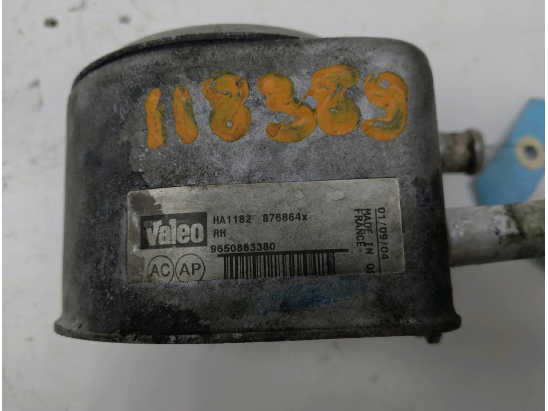 118389
Valeo
HA1182 876864x
RH
9650863380
AC AP
01/09/04
MADE IN
FRANCE